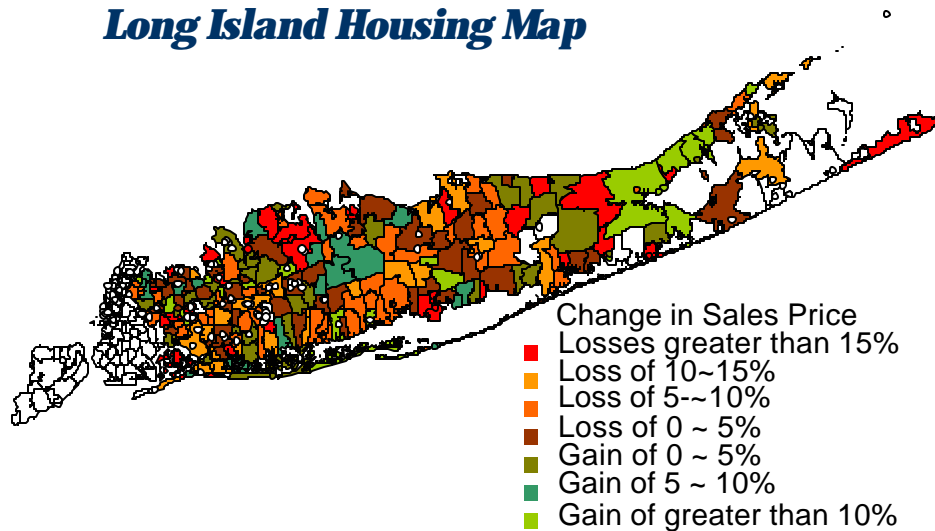 Long Island Housing Map
Change in Sales Price
Losses greater than 15%
Loss of 10~15%
Loss of 5-~10%
Loss of 0 ~ 5%
Gain of 0 ~ 5%
Gain of 5 ~ 10%
Gain of greater than 10%